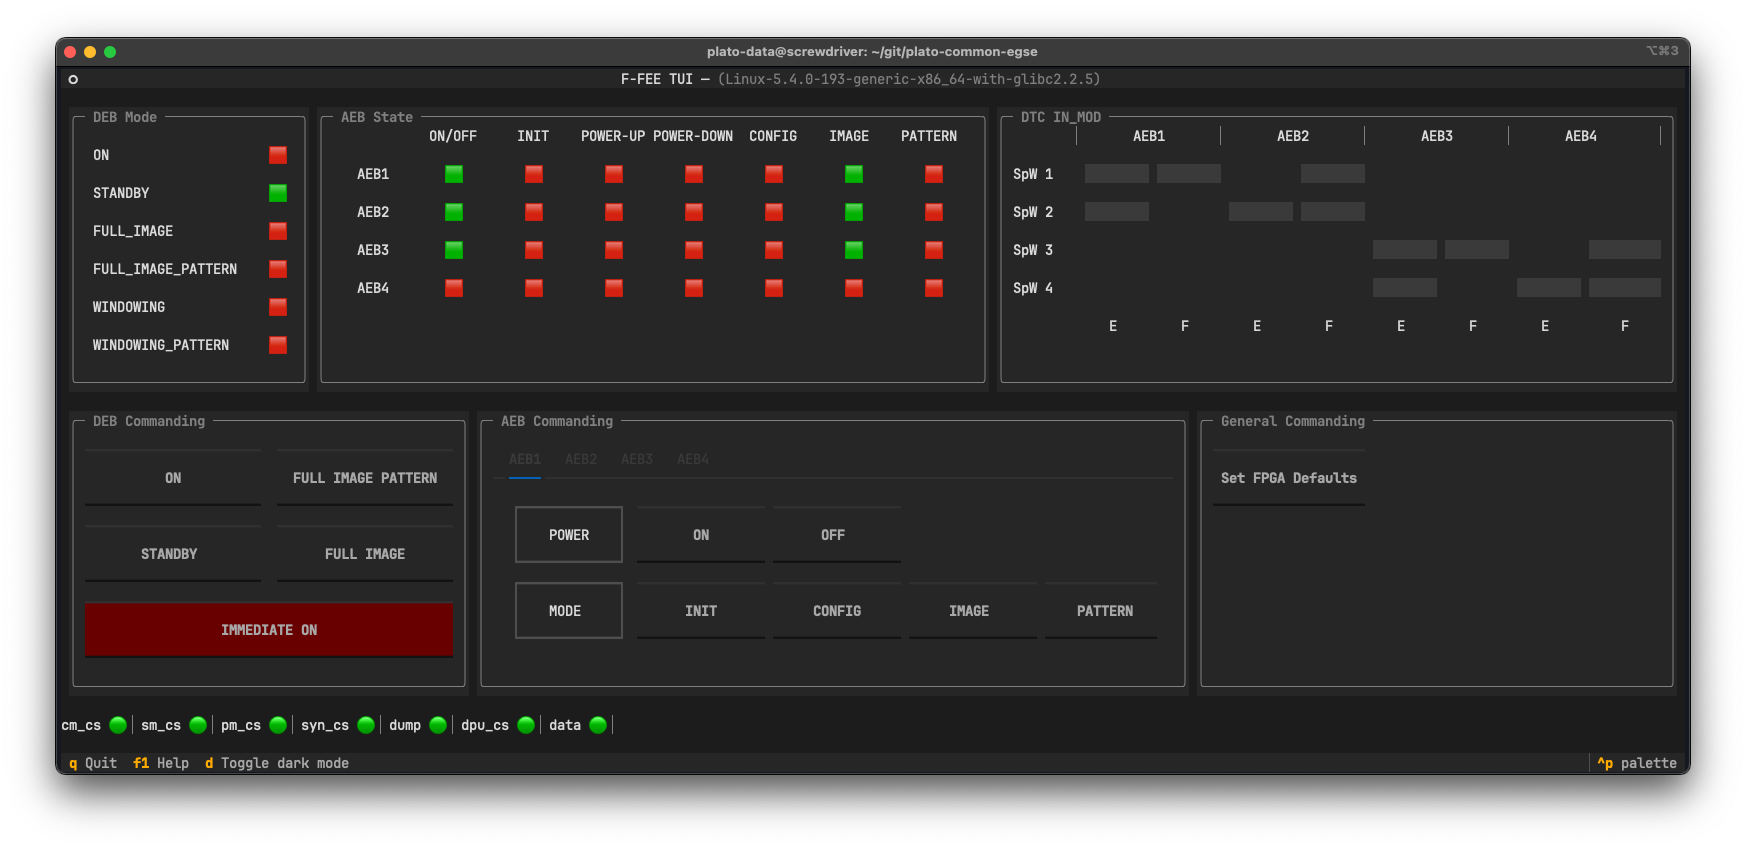 plato-data@screwdriver: ~/git/plato-common-egse
⌥⌘3
F-FEE TUI — (Linux-5.4.0-193-generic-x86_64-with-glibc2.2.5)
DEB Mode
ON
STANDBY
FULL_IMAGE
FULL_IMAGE_PATTERN
WINDOWING
WINDOWING_PATTERN
AEB State
ON/OFF INIT POWER-UP POWER-DOWN CONFIG IMAGE PATTERN
AEB1
AEB2
AEB3
AEB4
DTC IN_MOD
AEB1 AEB2 AEB3 AEB4
SpW 1
SpW 2
SpW 3
SpW 4
E F E F E F E F
DEB Commanding
ON FULL IMAGE PATTERN
STANDBY FULL IMAGE
IMMEDIATE ON
AEB Commanding
AEB1 AEB2 AEB3 AEB4
POWER ON OFF
MODE INIT CONFIG IMAGE PATTERN
General Commanding
Set FPGA Defaults
cm_cs sm_cs pm_cs syn_cs dump dpu_cs data
q Quit f1 Help d Toggle dark mode ^p palette